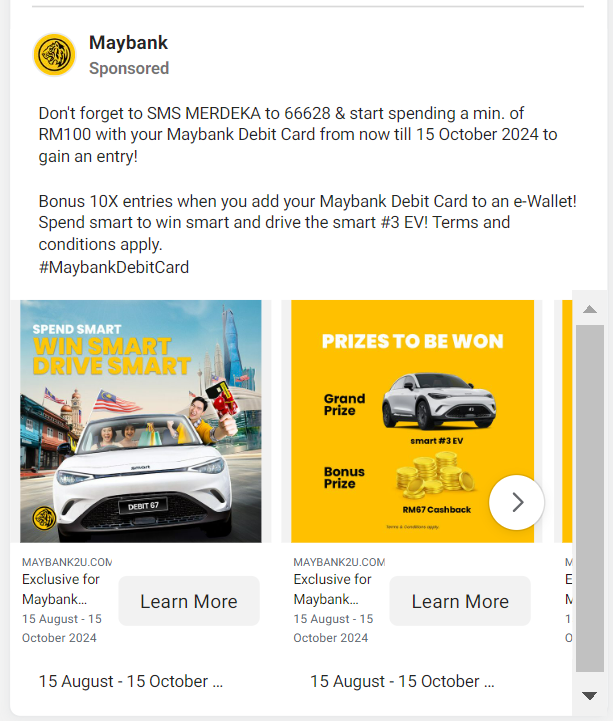 Maybank
Sponsored
Don't forget to SMS MERDEKA to 66628 & start spending a min. of
RM100 with your Maybank Debit Card from now till 15 October 2024 to
gain an entry!
Bonus 10X entries when you add your Maybank Debit Card to an e-Wallet!
Spend smart to win smart and drive the smart #3 EV! Terms and
conditions apply.
#MaybankDebitCard
SPEND SMART
WIN SMART
DRIVE SMART
smart
DEBIT 67
PRIZES TO BE WON
Grand
Prize
#3
smart #3 EV
Bonus
Prize
RM67 Cashback
Terms & Conditions apply.
MAYBANK2U.COM
Exclusive for
Maybank...
15 August - 15
October 2024
Learn More
15 August - 15 October ...
MAYBANK2U.COM
Exclusive for
Maybank...
15 August - 15
October 2024
Learn More
15 August - 15 October ...
M
E
M
1
O